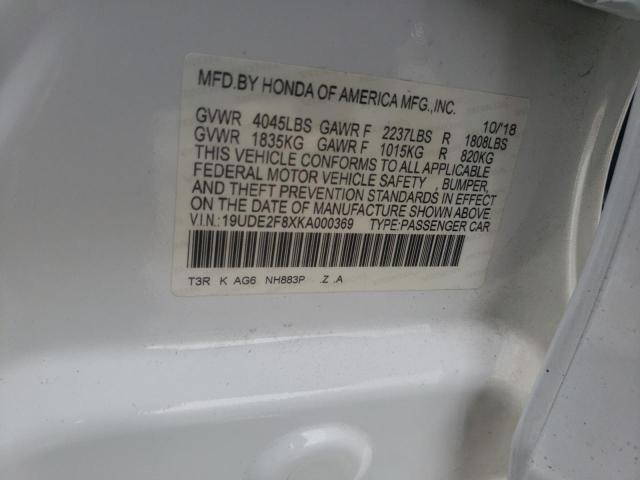 MFD.BY HONDA OF AMERICA MFG.,INC.
10/'18
GVWR 4045LBS GAWR F 2237LBS R 1808LBS
GVWR 1835KG GAWR F 1015KG R 820KG
THIS VEHICLE CONFORMS TO ALL APPLICABLE
FEDERAL MOTOR VEHICLE SAFETY , BUMPER,
AND THEFT PREVENTION STANDARDS IN EFFECT
ON THE DATE OF MANUFACTURE SHOWN ABOVE.
V.I.N.:19UDE2F8XKA000369 TYPE:PASSENGER CAR
T3R K AG6 NH883P .Z .A